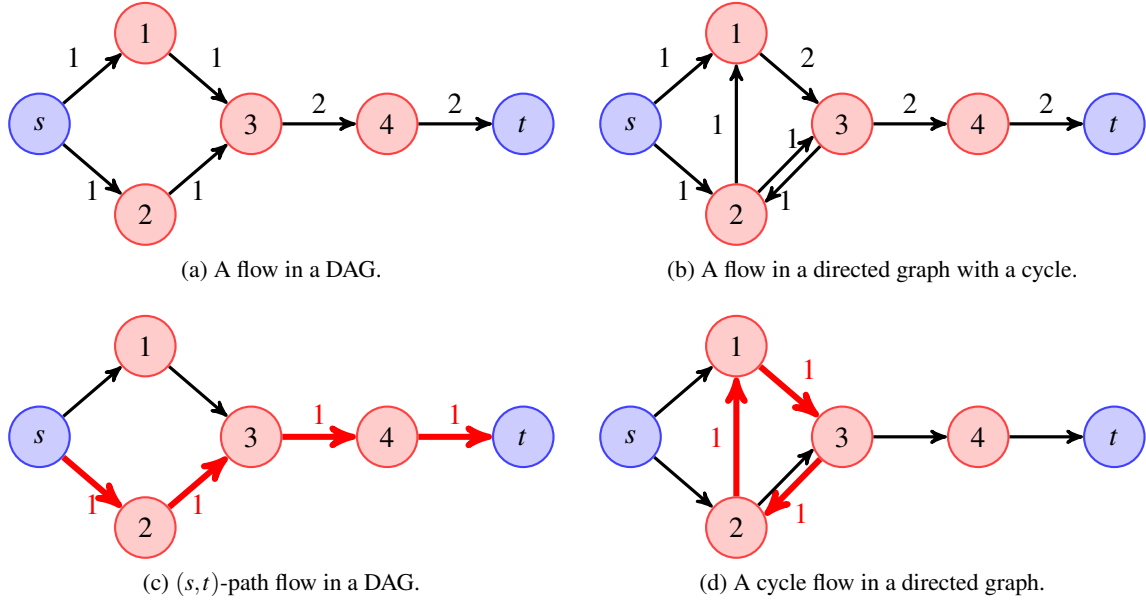 1 1 1 2 2
s 3 4 t
1 2 1
(a) A flow in a DAG.
1 1 2 2 2
s 1 1 3 4 t
1 2 1
(b) A flow in a directed graph with a cycle.
1
s 3 1 4 1 t
1 2 1
(c) (s,t)-path flow in a DAG.
1 1
s 1 3 4 t
2 1
(d) A cycle flow in a directed graph.